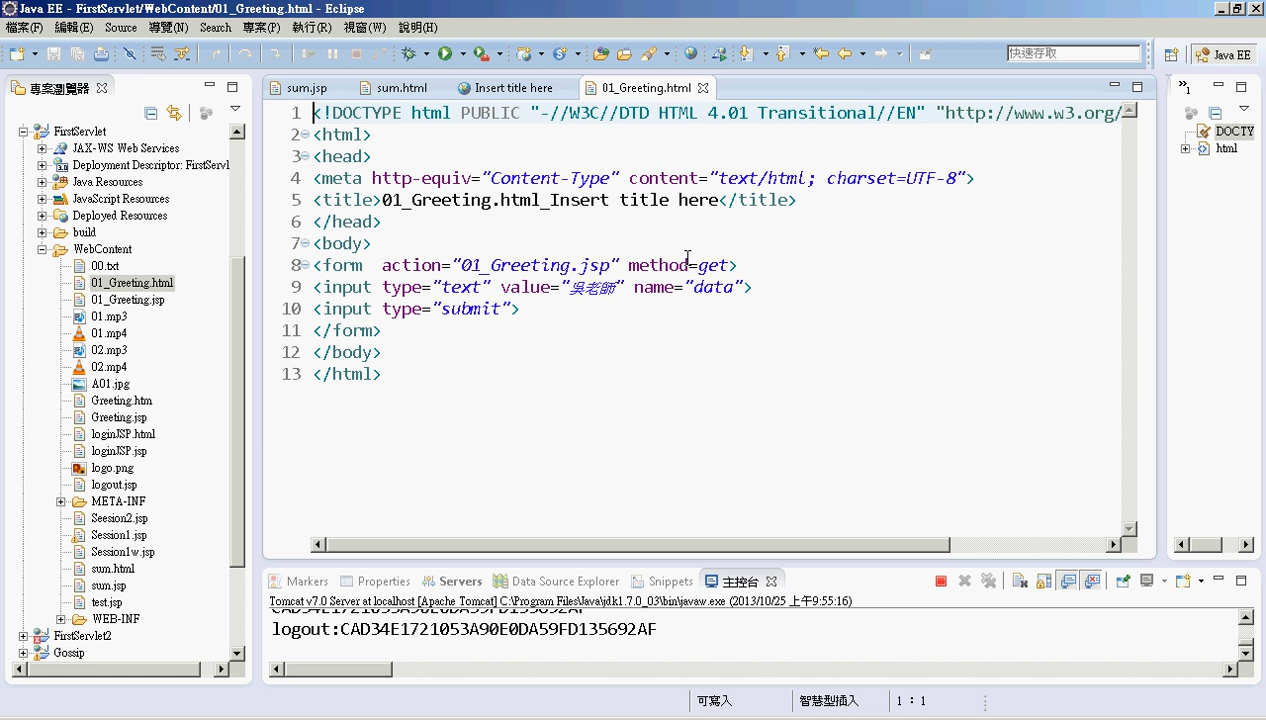 Java EE - FirstServlet/WebContent/01_Greeting.html - Eclipse
檔案(F) 編輯(E) Source 導覽(N) Search 專案(P) 執行(R) 視窗(W) 說明(H)
快速存取 Java EE
專案瀏覽器
FirstServlet
JAX-WS Web Services
Deployment Descriptor: FirstServl
Java Resources
JavaScript Resources
Deployed Resources
build
WebContent
00.txt
01_Greeting.html
01_Greeting.jsp
01.mp3
01.mp4
02.mp3
02.mp4
A01.jpg
Greeting.htm
Greeting.jsp
loginJSP.html
loginJSP.jsp
logo.png
logout.jsp
META-INF
Seesion2.jsp
Session1.jsp
Session1w.jsp
sum.html
sum.jsp
test.jsp
WEB-INF
FirstServlet2
Gossip
sum.jsp sum.html Insert title here 01_Greeting.html
1 <!DOCTYPE html PUBLIC "-//W3C//DTD HTML 4.01 Transitional//EN" "http://www.w3.org/
2 <html>
3 <head>
4 <meta http-equiv="Content-Type" content="text/html; charset=UTF-8">
5 <title>01_Greeting.html_Insert title here</title>
6 </head>
7 <body>
8 <form action="01_Greeting.jsp" method=get>
9 <input type="text" value="吳老師" name="data">
10 <input type="submit">
11 </form>
12 </body>
13 </html>
1
DOCTY
html
Markers Properties Servers Data Source Explorer Snippets 主控台
Tomcat v7.0 Server at localhost [Apache Tomcat] C:\Program Files\Java\jdk1.7.0_03\bin\javaw.exe (2013/10/25 上午9:55:16)
CAD34E1721053A90E0DA59FD135692AF
logout:CAD34E1721053A90E0DA59FD135692AF
可寫入 智慧型插入 1 : 1